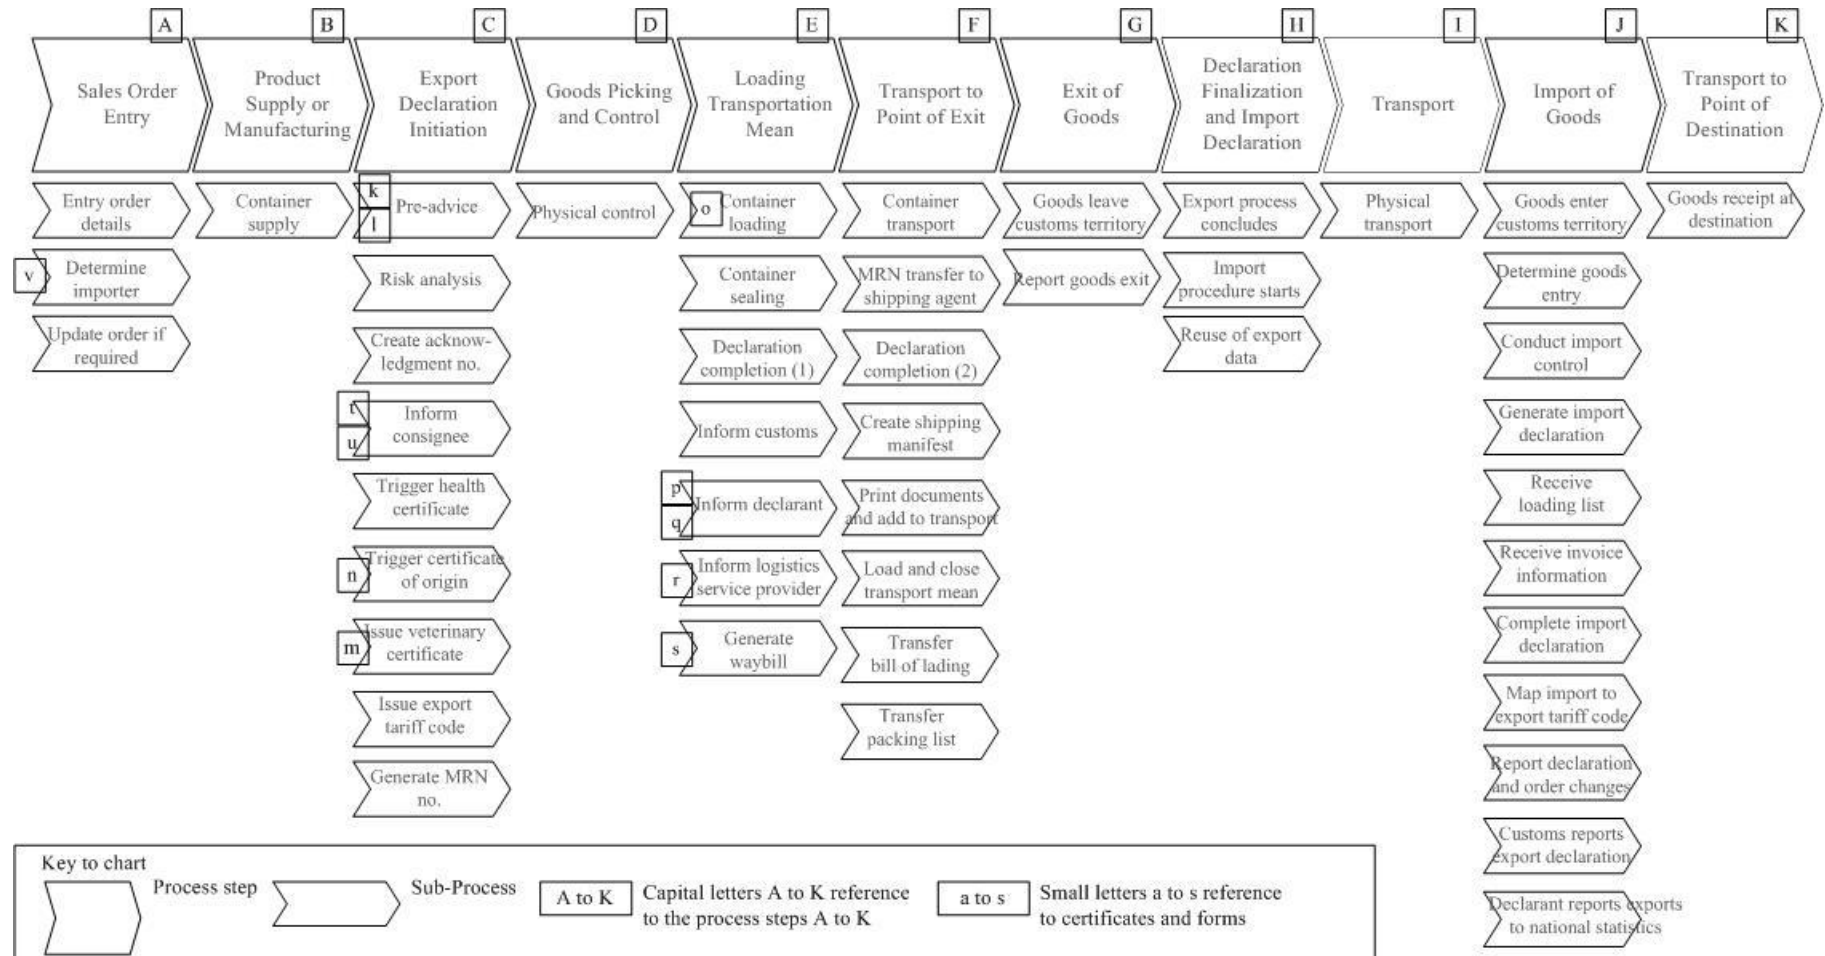 A
B
C
D
E
F
G
H
I
J
K
Sales Order
Entry
Product
Supply or
Manufacturing
Export
Declaration
Initiation
Goods Picking
and Control
Loading
Transportation
Mean
Transport to
Point of Exit
Exit of
Goods
Declaration
Finalization
and Import
Declaration
Transport
Import of
Goods
Transport to
Point of
Destination
Entry order
details
v
Determine
importer
Update order if
required
Container
supply
k
l
Pre-advice
Risk analysis
Create acknow-
ledgment no.
t
u
Inform
consignee
Trigger health
certificate
n
Trigger certificate
of origin
m
Issue veterinary
certificate
Issue export
tariff code
Generate MRN
no.
Physical control
o
Container
loading
Container
sealing
Declaration
completion (1)
Inform customs
p
q
Inform declarant
r
Inform logistics
service provider
s
Generate
waybill
Container
transport
MRN transfer to
shipping agent
Declaration
completion (2)
Create shipping
manifest
Print documents
and add to transport
Load and close
transport mean
Transfer
bill of lading
Transfer
packing list
Goods leave
customs territory
Report goods exit
Export process
concludes
Import
procedure starts
Reuse of export
data
Physical
transport
Goods enter
customs territory
Determine goods
entry
Conduct import
control
Generate import
declaration
Receive
loading list
Receive invoice
information
Complete import
declaration
Map import to
export tariff code
Report declaration
and order changes
Customs reports
export declaration
Declarant reports exports
to national statistics
Goods receipt at
destination
Key to chart
Process step
Sub-Process
A to K
Capital letters A to K reference
to the process steps A to K
a to s
Small letters a to s reference
to certificates and forms